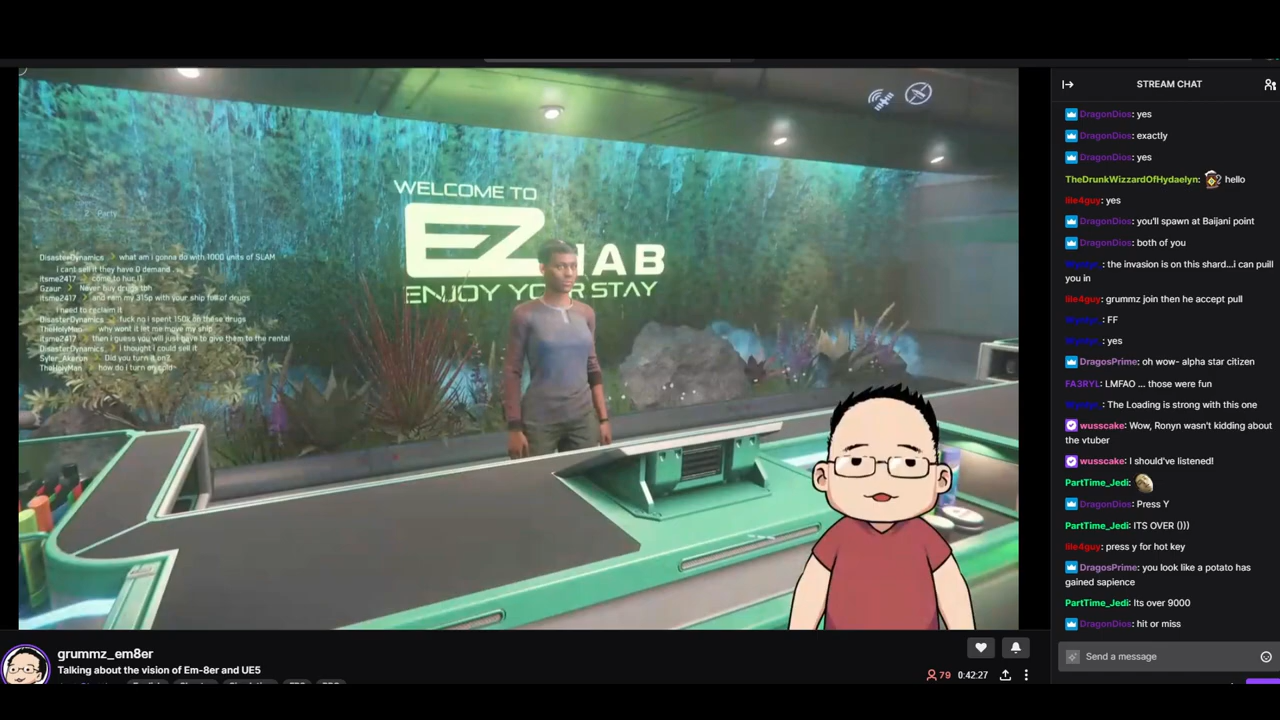 WELCOME TO
EZ HAB
ENJOY YOUR STAY
Z Party
DisasterDynamics what am i gonna do with 1000 units of SLAM
i cant sell it they have 0 demand
itsme2417 come to hur l1
Gzaur Never buy drugs tbh
itsme2417 and ram my 315p with your ship full of drugs
I need to reclaim it
DisasterDynamics fuck no i spent 150k on these drugs
TheHolyMan why wont it let me move my ship
itsme2417 then i guess you will just have to give them to the rental
DisasterDynamics I thought i could sell it
Syler_Akaron Did you turn it on?
TheHolyMan how do i turn on
grummz_em8er
Talking about the vision of Em-8er and UE5
79 0:42:27
STREAM CHAT
DragonDios: yes
DragonDios: exactly
DragonDios: yes
TheDrunkWizzardOfHydaelyn: hello
lile4guy: yes
DragonDios: you'll spawn at Baijani point
DragonDios: both of you
: the invasion is on this shard...i can puill
you in
lile4guy: grummz join then he accept pull
: FF
: yes
DragosPrime: oh wow- alpha star citizen
FA3RYL: LMFAO ... those were fun
: The Loading is strong with this one
wusscake: Wow, Ronyn wasn't kidding about
the vtuber
wusscake: I should've listened!
PartTime_Jedi:
DragonDios: Press Y
PartTime_Jedi: ITS OVER ()))
lile4guy: press y for hot key
DragosPrime: you look like a potato has
gained sapience
PartTime_Jedi: Its over 9000
DragonDios: hit or miss
Send a message